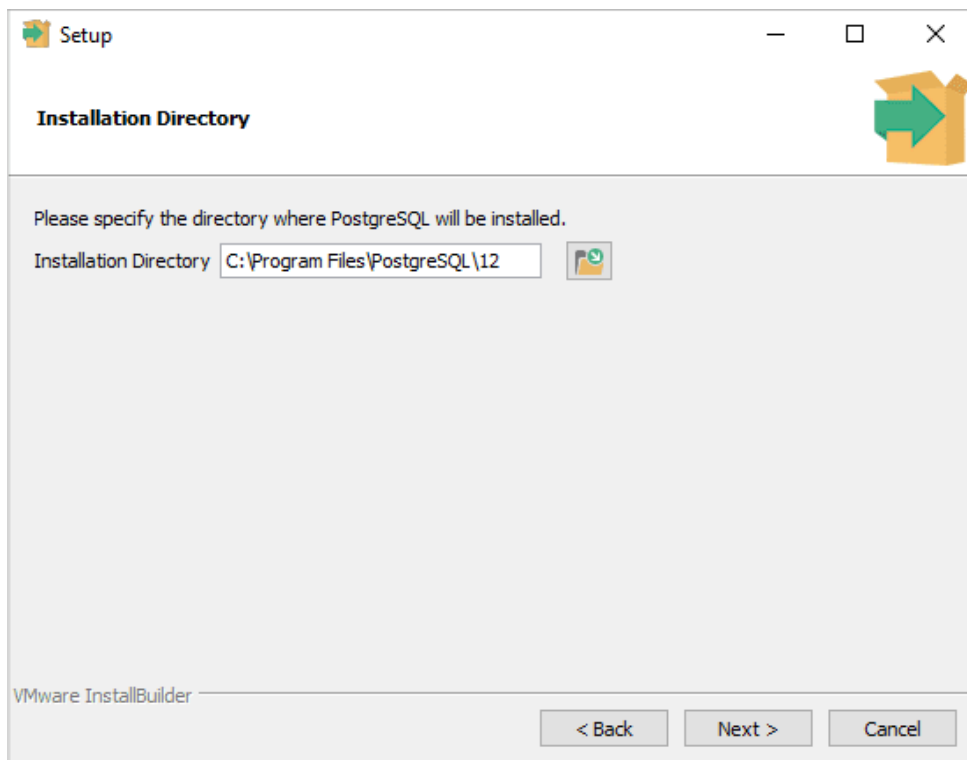 Setup
Installation Directory
Please specify the directory where PostgreSQL will be installed.
Installation Directory C:\Program Files\PostgreSQL\12
VMware InstallBuilder
< Back Next > Cancel